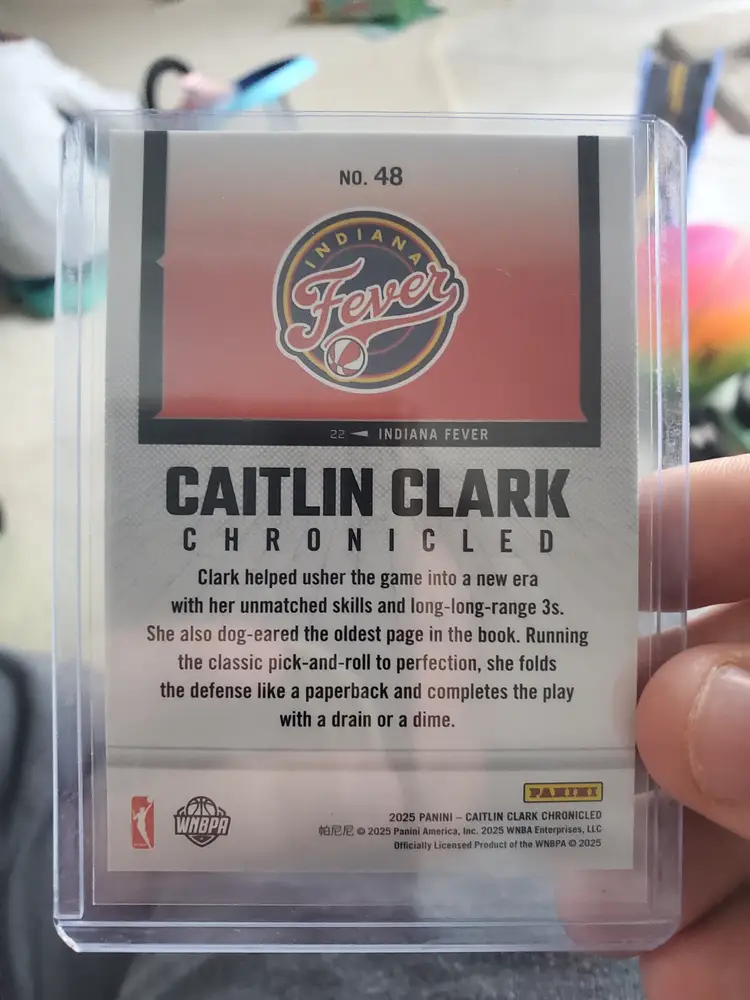 NO. 48
INDIANA
Fever
22 INDIANA FEVER
CAITLIN CLARK
CHRONICLED
Clark helped usher the game into a new era
with her unmatched skills and long-long-range 3s.
She also dog-eared the oldest page in the book. Running
the classic pick-and-roll to perfection, she folds
the defense like a paperback and completes the play
with a drain or a dime.
PANINI
WNBPA
2025 PANINI – CAITLIN CLARK CHRONICLED
帕尼尼 © 2025 Panini America, Inc. 2025 WNBA Enterprises, LLC
Officially Licensed Product of the WNBPA © 2025